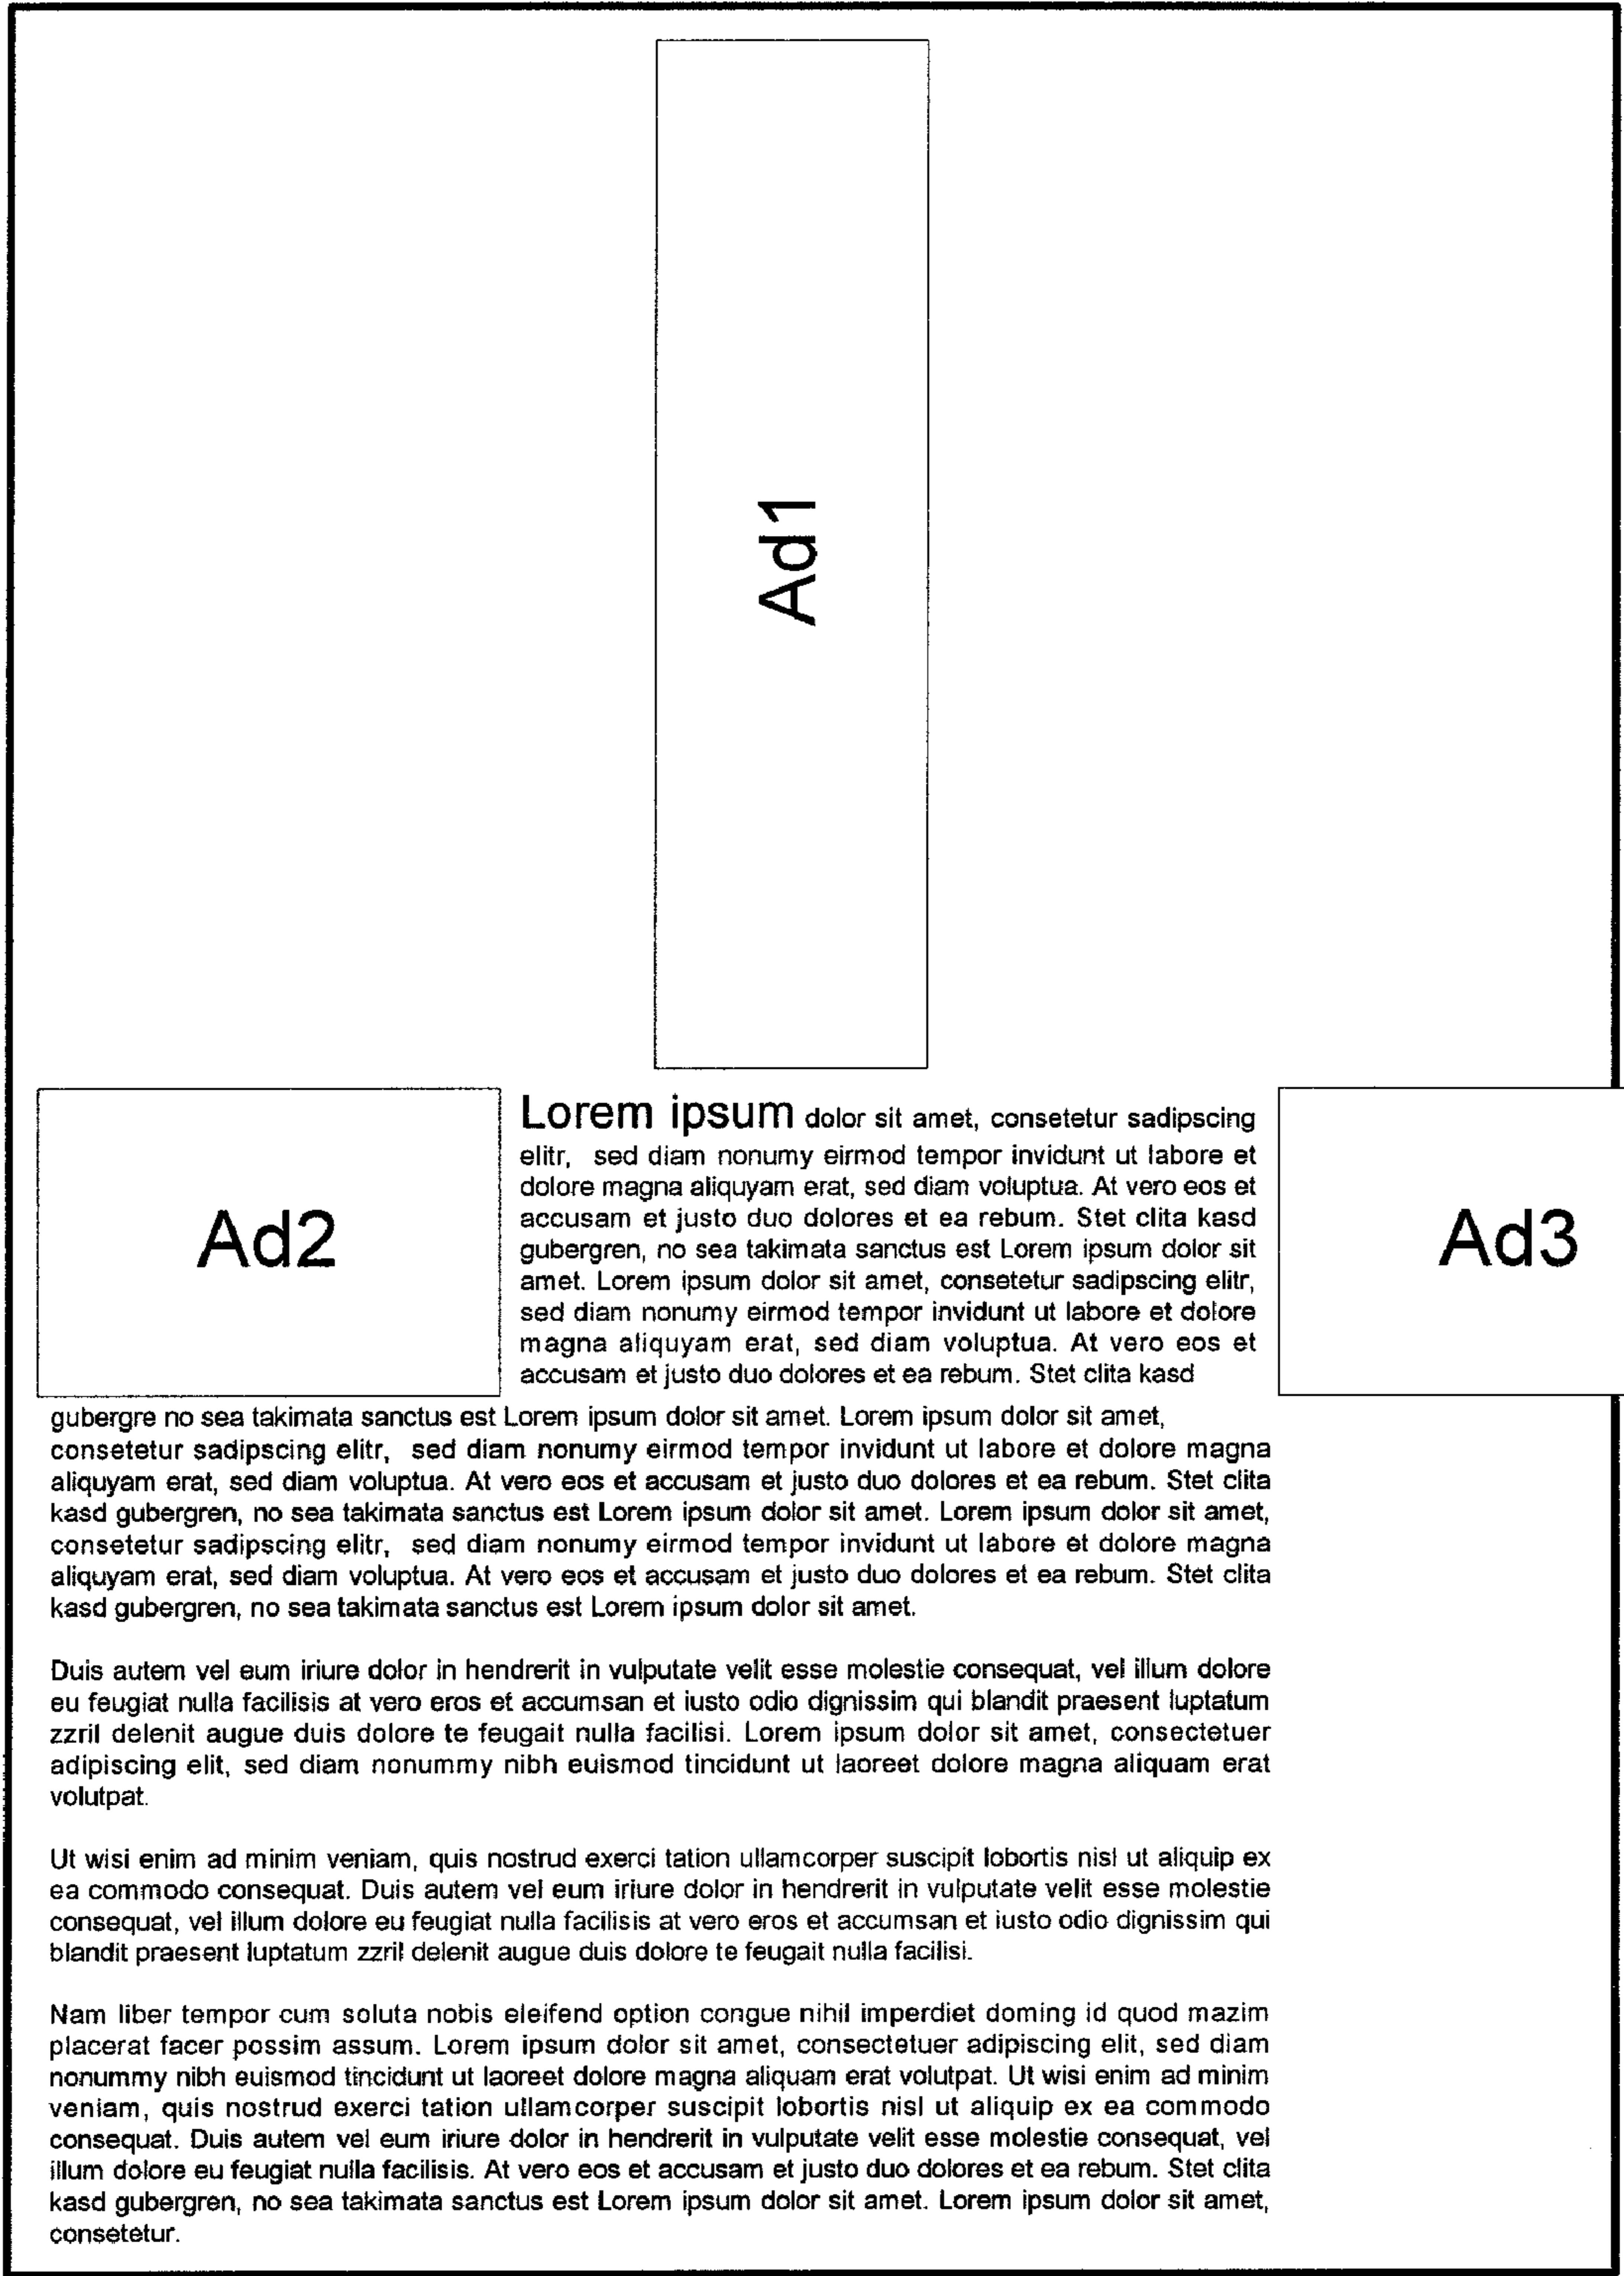 Ad1
Ad2
Lorem ipsum dolor sit amet, consetetur sadipscing
elitr, sed diam nonumy eirmod tempor invidunt ut labore et
dolore magna aliquyam erat, sed diam voluptua. At vero eos et
accusam et justo duo dolores et ea rebum. Stet clita kasd
gubergren, no sea takimata sanctus est Lorem ipsum dolor sit
amet. Lorem ipsum dolor sit amet, consetetur sadipscing elitr,
sed diam nonumy eirmod tempor invidunt ut labore et dolore
magna aliquyam erat, sed diam voluptua. At vero eos et
accusam et justo duo dolores et ea rebum. Stet clita kasd
Ad3
gubergre no sea takimata sanctus est Lorem ipsum dolor sit amet. Lorem ipsum dolor sit amet,
consetetur sadipscing elitr, sed diam nonumy eirmod tempor invidunt ut labore et dolore magna
aliquyam erat, sed diam voluptua. At vero eos et accusam et justo duo dolores et ea rebum. Stet clita
kasd gubergren, no sea takimata sanctus est Lorem ipsum dolor sit amet. Lorem ipsum dolor sit amet,
consetetur sadipscing elitr, sed diam nonumy eirmod tempor invidunt ut labore et dolore magna
aliquyam erat, sed diam voluptua. At vero eos et accusam et justo duo dolores et ea rebum. Stet clita
kasd gubergren, no sea takimata sanctus est Lorem ipsum dolor sit amet.
Duis autem vel eum iriure dolor in hendrerit in vulputate velit esse molestie consequat, vel illum dolore
eu feugiat nulla facilisis at vero eros et accumsan et iusto odio dignissim qui blandit praesent luptatum
zzril delenit augue duis dolore te feugait nulla facilisi. Lorem ipsum dolor sit amet, consectetuer
adipiscing elit, sed diam nonummy nibh euismod tincidunt ut laoreet dolore magna aliquam erat
volutpat.
Ut wisi enim ad minim veniam, quis nostrud exerci tation ullamcorper suscipit lobortis nisl ut aliquip ex
ea commodo consequat. Duis autem vel eum iriure dolor in hendrerit in vulputate velit esse molestie
consequat, vel illum dolore eu feugiat nulla facilisis at vero eros et accumsan et iusto odio dignissim qui
blandit praesent luptatum zzril delenit augue duis dolore te feugait nulla facilisi.
Nam liber tempor cum soluta nobis eleifend option congue nihil imperdiet doming id quod mazim
placerat facer possim assum. Lorem ipsum dolor sit amet, consectetuer adipiscing elit, sed diam
nonummy nibh euismod tincidunt ut laoreet dolore magna aliquam erat volutpat. Ut wisi enim ad minim
veniam, quis nostrud exerci tation ullamcorper suscipit lobortis nisl ut aliquip ex ea commodo
consequat. Duis autem vel eum iriure dolor in hendrerit in vulputate velit esse molestie consequat, vel
illum dolore eu feugiat nulla facilisis. At vero eos et accusam et justo duo dolores et ea rebum. Stet clita
kasd gubergren, no sea takimata sanctus est Lorem ipsum dolor sit amet. Lorem ipsum dolor sit amet,
consetetur.